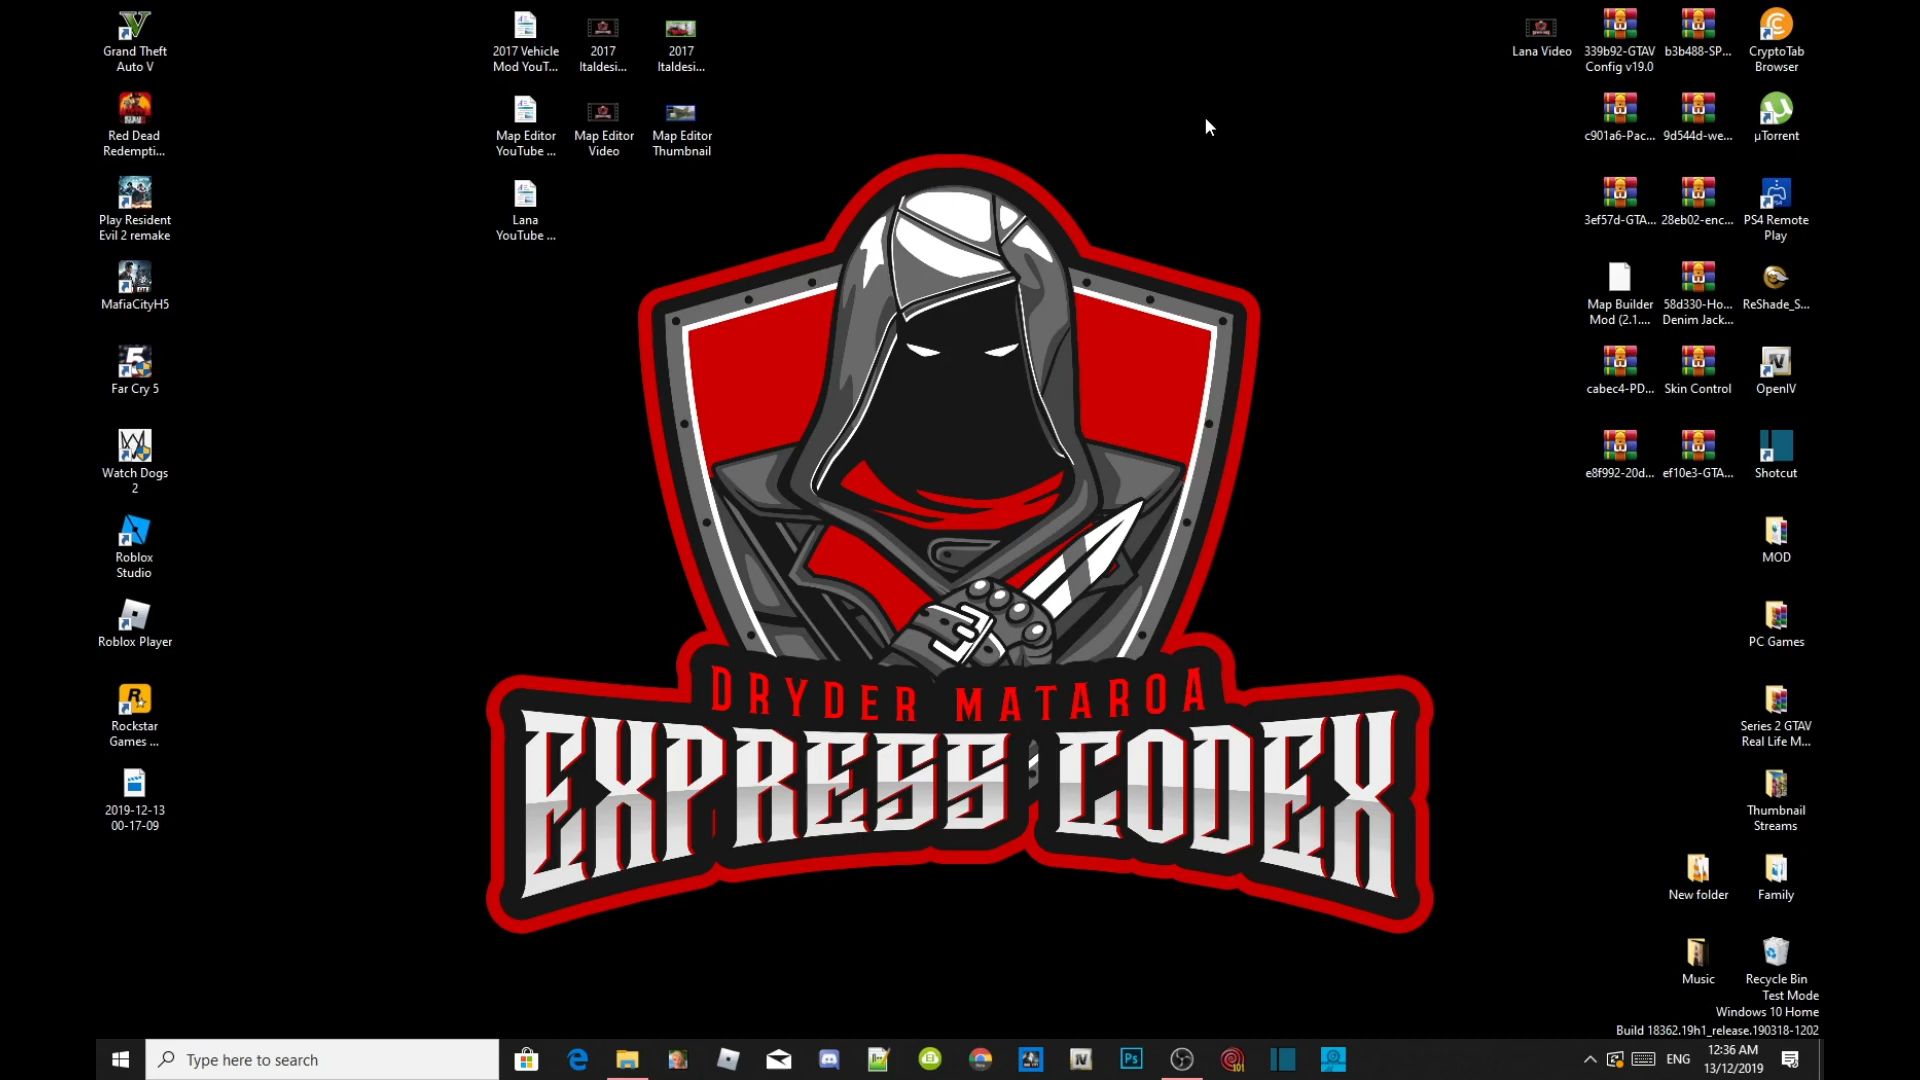 Grand Theft
Auto V
Red Dead
Redempti...
Play Resident
Evil 2 remake
MafiaCityH5
Far Cry 5
Watch Dogs
2
Roblox
Studio
Roblox Player
Rockstar
Games ...
2019-12-13
00-17-09
2017 Vehicle
Mod YouT...
2017
Italdesi...
2017
Italdesi...
Map Editor
YouTube ...
Map Editor
Video
Map Editor
Thumbnail
Lana
YouTube ...
Lana Video
339b92-GTAV
Config v19.0
b3b488-SP...
CryptoTab
Browser
c901a6-Pac...
9d544d-we...
µTorrent
3ef57d-GTA...
28eb02-enc...
PS4 Remote
Play
Map Builder
Mod (2.1....
58d330-Ho...
Denim Jack...
ReShade_S...
cabec4-PD...
Skin Control
OpenIV
e8f992-20d...
ef10e3-GTA...
Shotcut
MOD
PC Games
Series 2 GTAV
Real Life M...
Thumbnail
Streams
New folder
Family
Music
Recycle Bin
DRYDER MATAROA
EXPRESS CODEX
Test Mode
Windows 10 Home
Build 18362.19h1_release.190318-1202
Type here to search
Ps
ENG
12:36 AM
13/12/2019